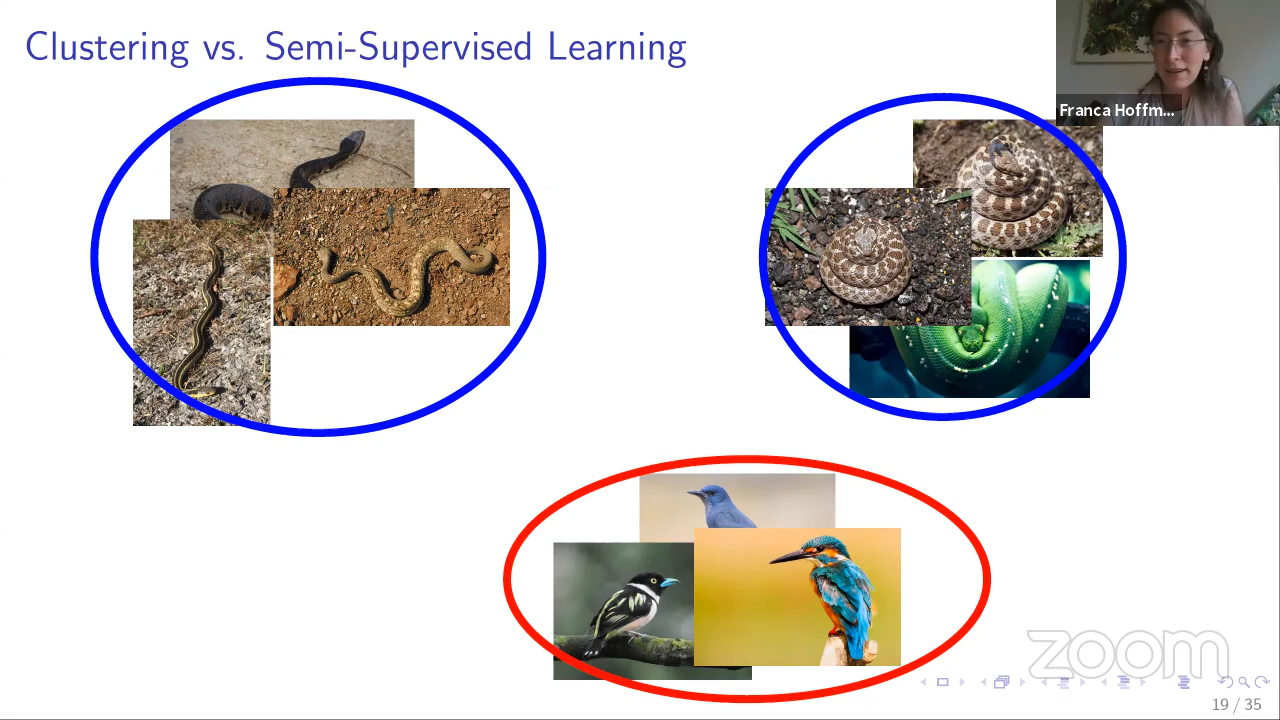 Clustering vs. Semi-Supervised Learning
Franca Hoffm...
zoom
19 / 35